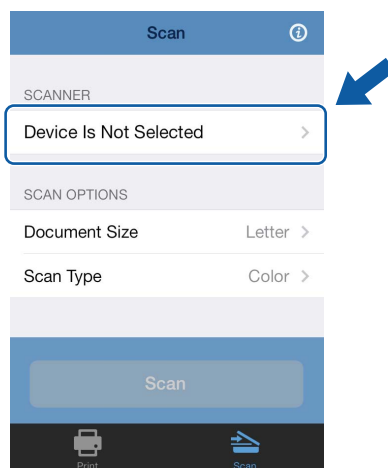 Scan
SCANNER
Device Is Not Selected
SCAN OPTIONS
Document Size Letter
Scan Type Color
Scan
Print Scan